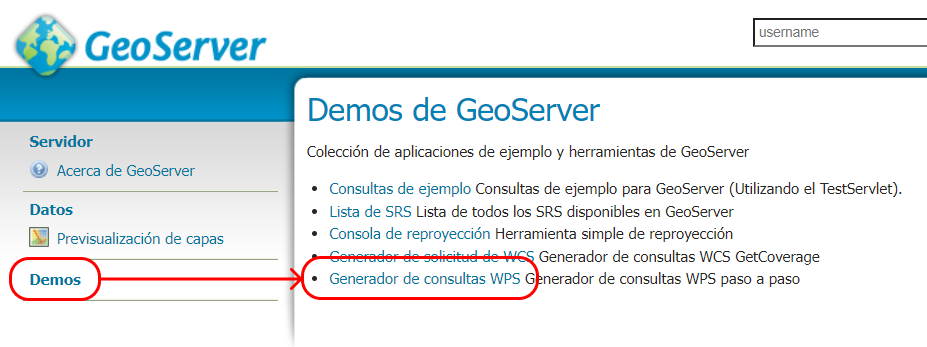 GeoServer
username
Servidor
Acerca de GeoServer
Datos
Previsualización de capas
Demos
Demos de GeoServer
Colección de aplicaciones de ejemplo y herramientas de GeoServer
Consultas de ejemplo Consultas de ejemplo para GeoServer (Utilizando el TestServlet).
Lista de SRS Lista de todos los SRS disponibles en GeoServer
Consola de reproyección Herramienta simple de reproyección
Generador de solicitud de WCS Generador de consultas WCS GetCoverage
Generador de consultas WPS Generador de consultas WPS paso a paso